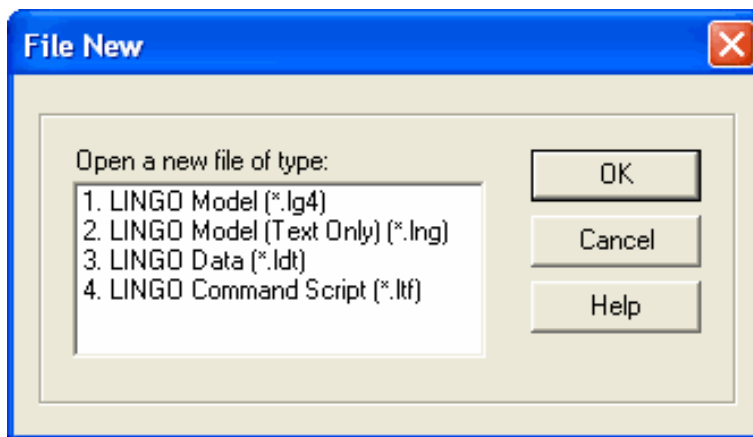 File New
Open a new file of type:
1. LINGO Model (*.lg4)
2. LINGO Model (Text Only) (*.lng)
3. LINGO Data (*.ldt)
4. LINGO Command Script (*.ltf)
OK
Cancel
Help